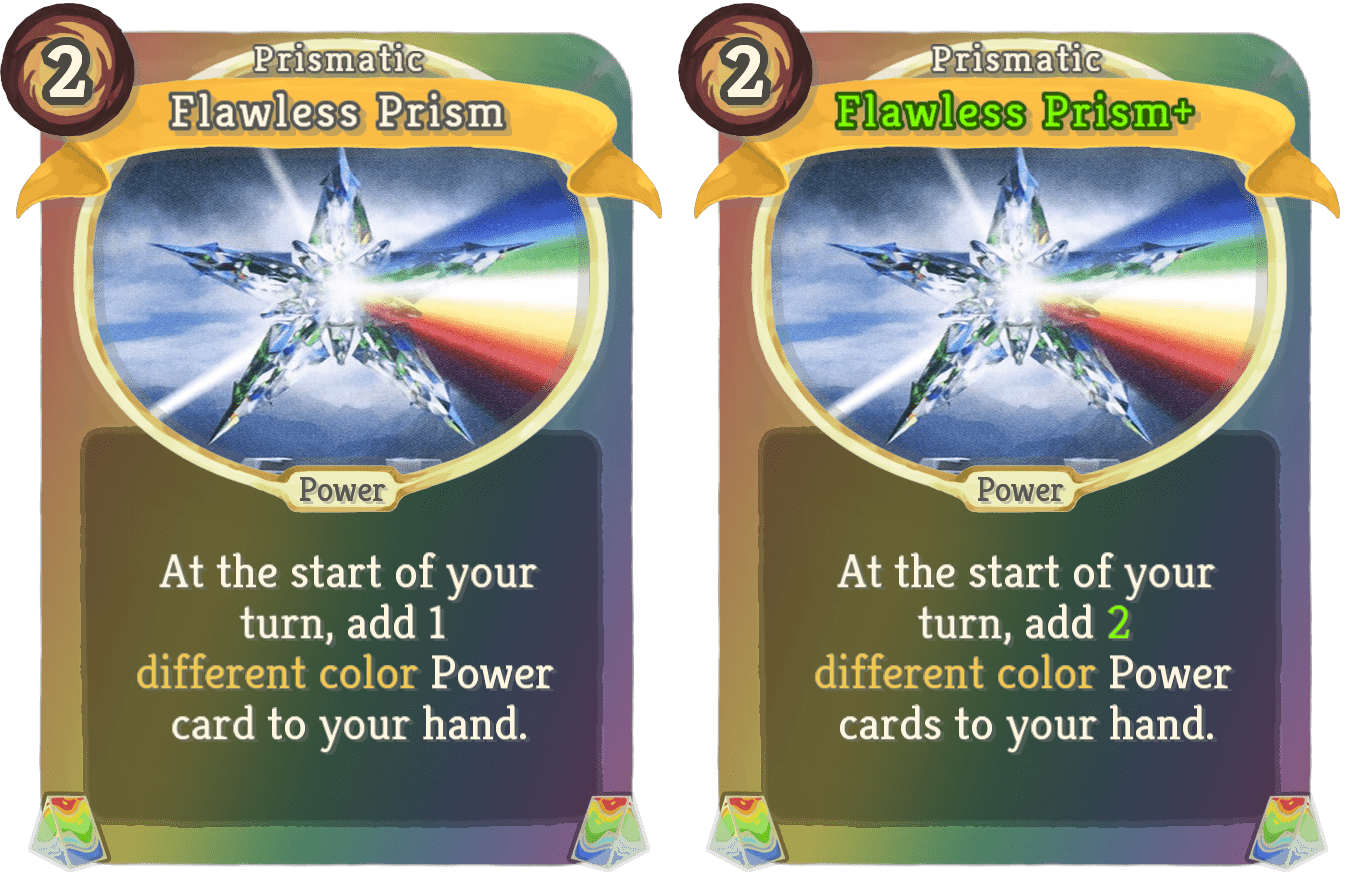 2
Prismatic
Flawless Prism
Power
At the start of your
turn, add 1
different color Power
card to your hand.
2
Prismatic
Flawless Prism+
Power
At the start of your
turn, add 2
different color Power
cards to your hand.